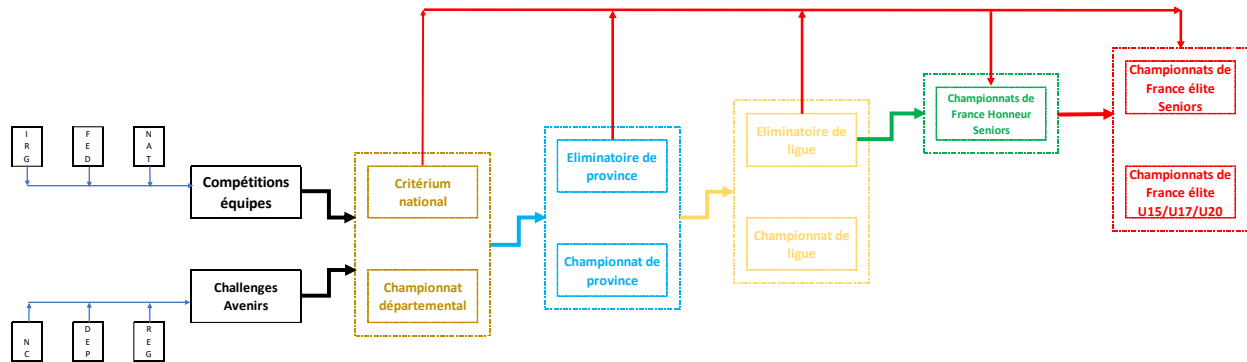 I
R
G
F
E
D
N
A
T
Compétitions
équipes
Challenges
Avenirs
N
C
D
E
P
R
E
G
Critérium
national
Championnat
départemental
Eliminatoire de
province
Championnat de
province
Eliminatoire de
ligue
Championnat de
ligue
Championnats de
France Honneur
Seniors
Championnats de
France élite
Seniors
Championnats de
France élite
U15/U17/U20